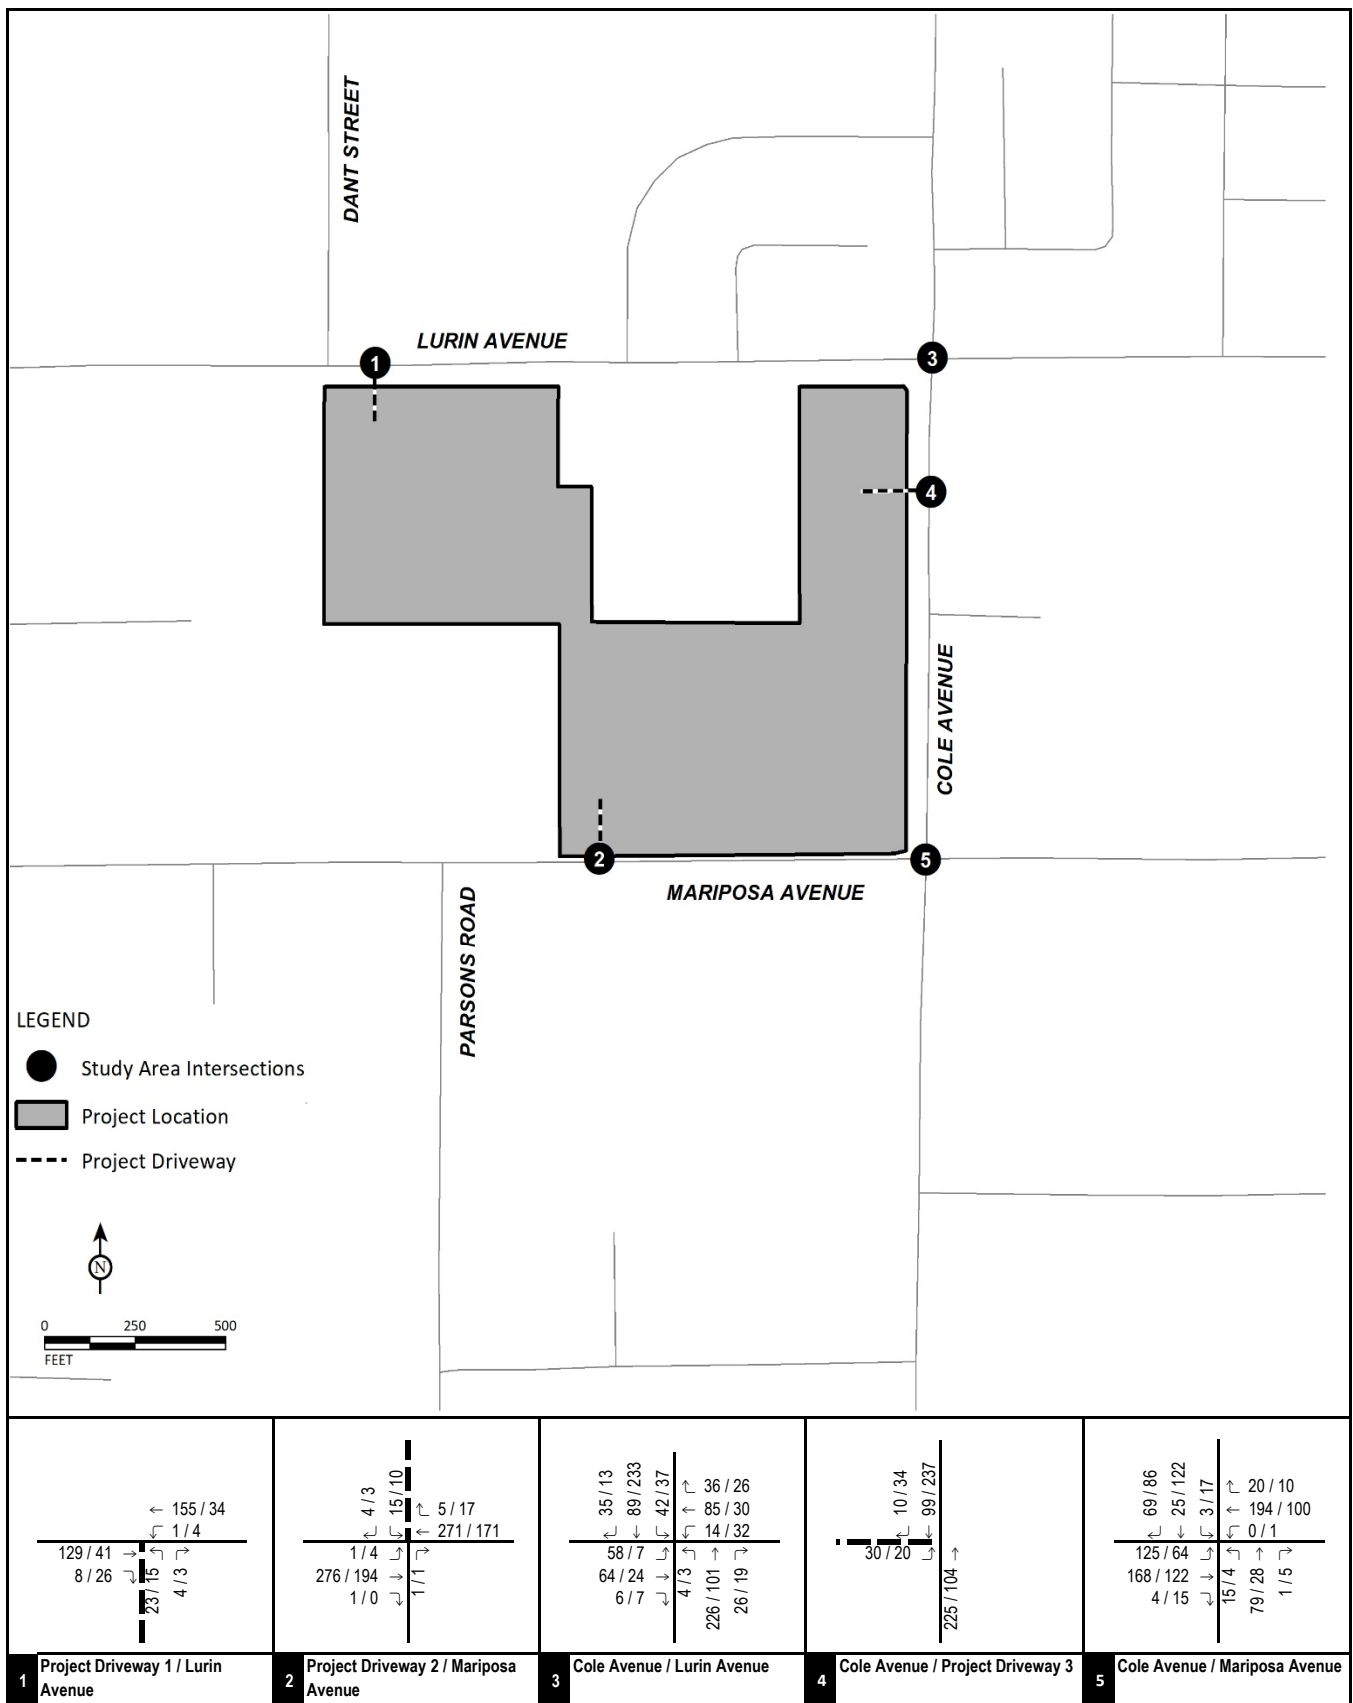 DANT STREET
LURIN AVENUE
1
3
4
COLE AVENUE
2
5
MARIPOSA AVENUE
PARSONS ROAD
LEGEND
Study Area Intersections
Project Location
Project Driveway
N
0 250 500
FEET
155 / 34
1 / 4
129 / 41
8 / 26
23 / 15
4 / 3
1 Project Driveway 1 / Lurin
Avenue
4 / 3
15 / 10
5 / 17
271 / 171
1 / 4
276 / 194
1 / 0
1 / 1
2 Project Driveway 2 / Mariposa
Avenue
35 / 13
89 / 233
42 / 37
36 / 26
85 / 30
14 / 32
58 / 7
64 / 24
6 / 7
4 / 3
226 / 101
26 / 19
3 Cole Avenue / Lurin Avenue
10 / 34
99 / 237
30 / 20
225 / 104
4 Cole Avenue / Project Driveway 3
69 / 86
25 / 122
3 / 17
20 / 10
194 / 100
0 / 1
125 / 64
168 / 122
4 / 15
15 / 4
79 / 28
1 / 5
5 Cole Avenue / Mariposa Avenue